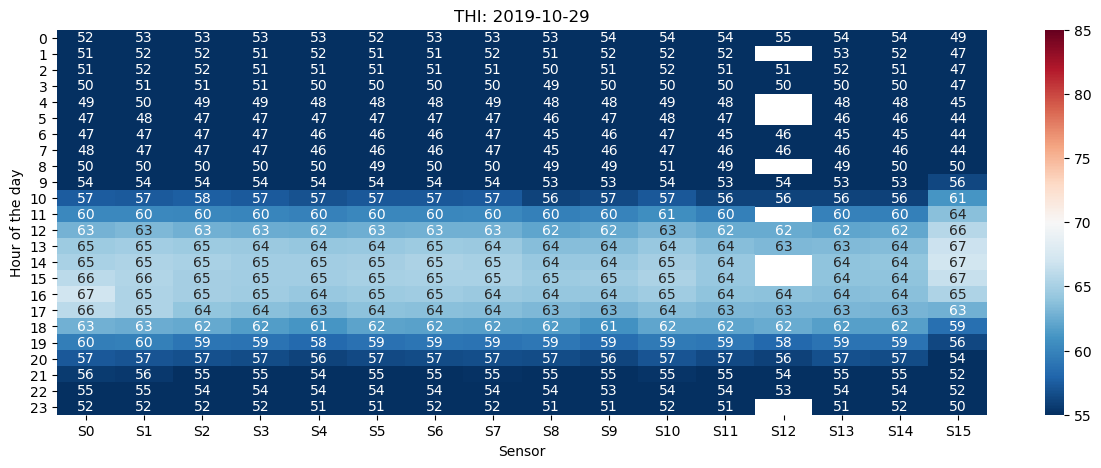 THI: 2019-10-29
0 52 53 53 53 53 52 53 53 53 54 54 54 55 54 54 49
1 51 52 52 51 52 51 51 52 51 52 52 52 53 52 47
2 51 52 52 51 51 51 51 51 50 51 52 51 51 52 51 47
3 50 51 51 51 50 50 50 50 49 50 50 50 50 50 50 47
4 49 50 49 49 48 48 48 49 48 48 49 48 48 48 45
5 47 48 47 47 47 47 47 47 46 47 48 47 46 46 44
6 47 47 47 47 46 46 46 47 46 46 47 45 46 45 45 44
7 48 47 47 47 46 46 46 47 46 46 47 46 46 46 46 44
8 50 50 50 50 50 49 50 50 49 49 51 49 49 50 50
9 54 54 54 54 54 54 54 54 53 53 54 53 54 53 53 56
10 57 57 58 57 57 57 57 57 56 57 57 56 56 56 56 61
11 60 60 60 60 60 60 60 60 60 60 61 60 60 60 64
12 63 63 63 63 62 63 63 63 62 62 63 62 62 62 62 66
13 65 65 65 64 64 64 65 64 64 64 64 64 63 63 64 67
14 65 65 65 65 65 65 65 65 64 64 65 64 64 64 67
15 66 66 65 65 65 65 65 65 65 64 65 64 64 64 67
16 67 65 65 65 64 65 65 64 64 64 65 64 64 64 64 65
17 66 65 64 64 63 64 64 64 63 63 64 63 63 63 63 63
18 63 63 62 62 61 62 62 62 62 61 62 62 62 62 62 59
19 60 60 59 59 58 59 59 59 59 59 59 59 58 59 59 56
20 57 57 57 57 56 57 57 57 57 56 57 57 56 57 57 54
21 56 56 55 55 54 55 55 55 55 55 55 55 54 55 55 52
22 55 55 54 54 54 54 54 54 54 53 54 54 53 54 54 52
23 52 52 52 52 51 51 52 52 51 51 52 51 51 52 50
S0 S1 S2 S3 S4 S5 S6 S7 S8 S9 S10 S11 S12 S13 S14 S15
Sensor
Hour of the day
85
80
75
70
65
60
55